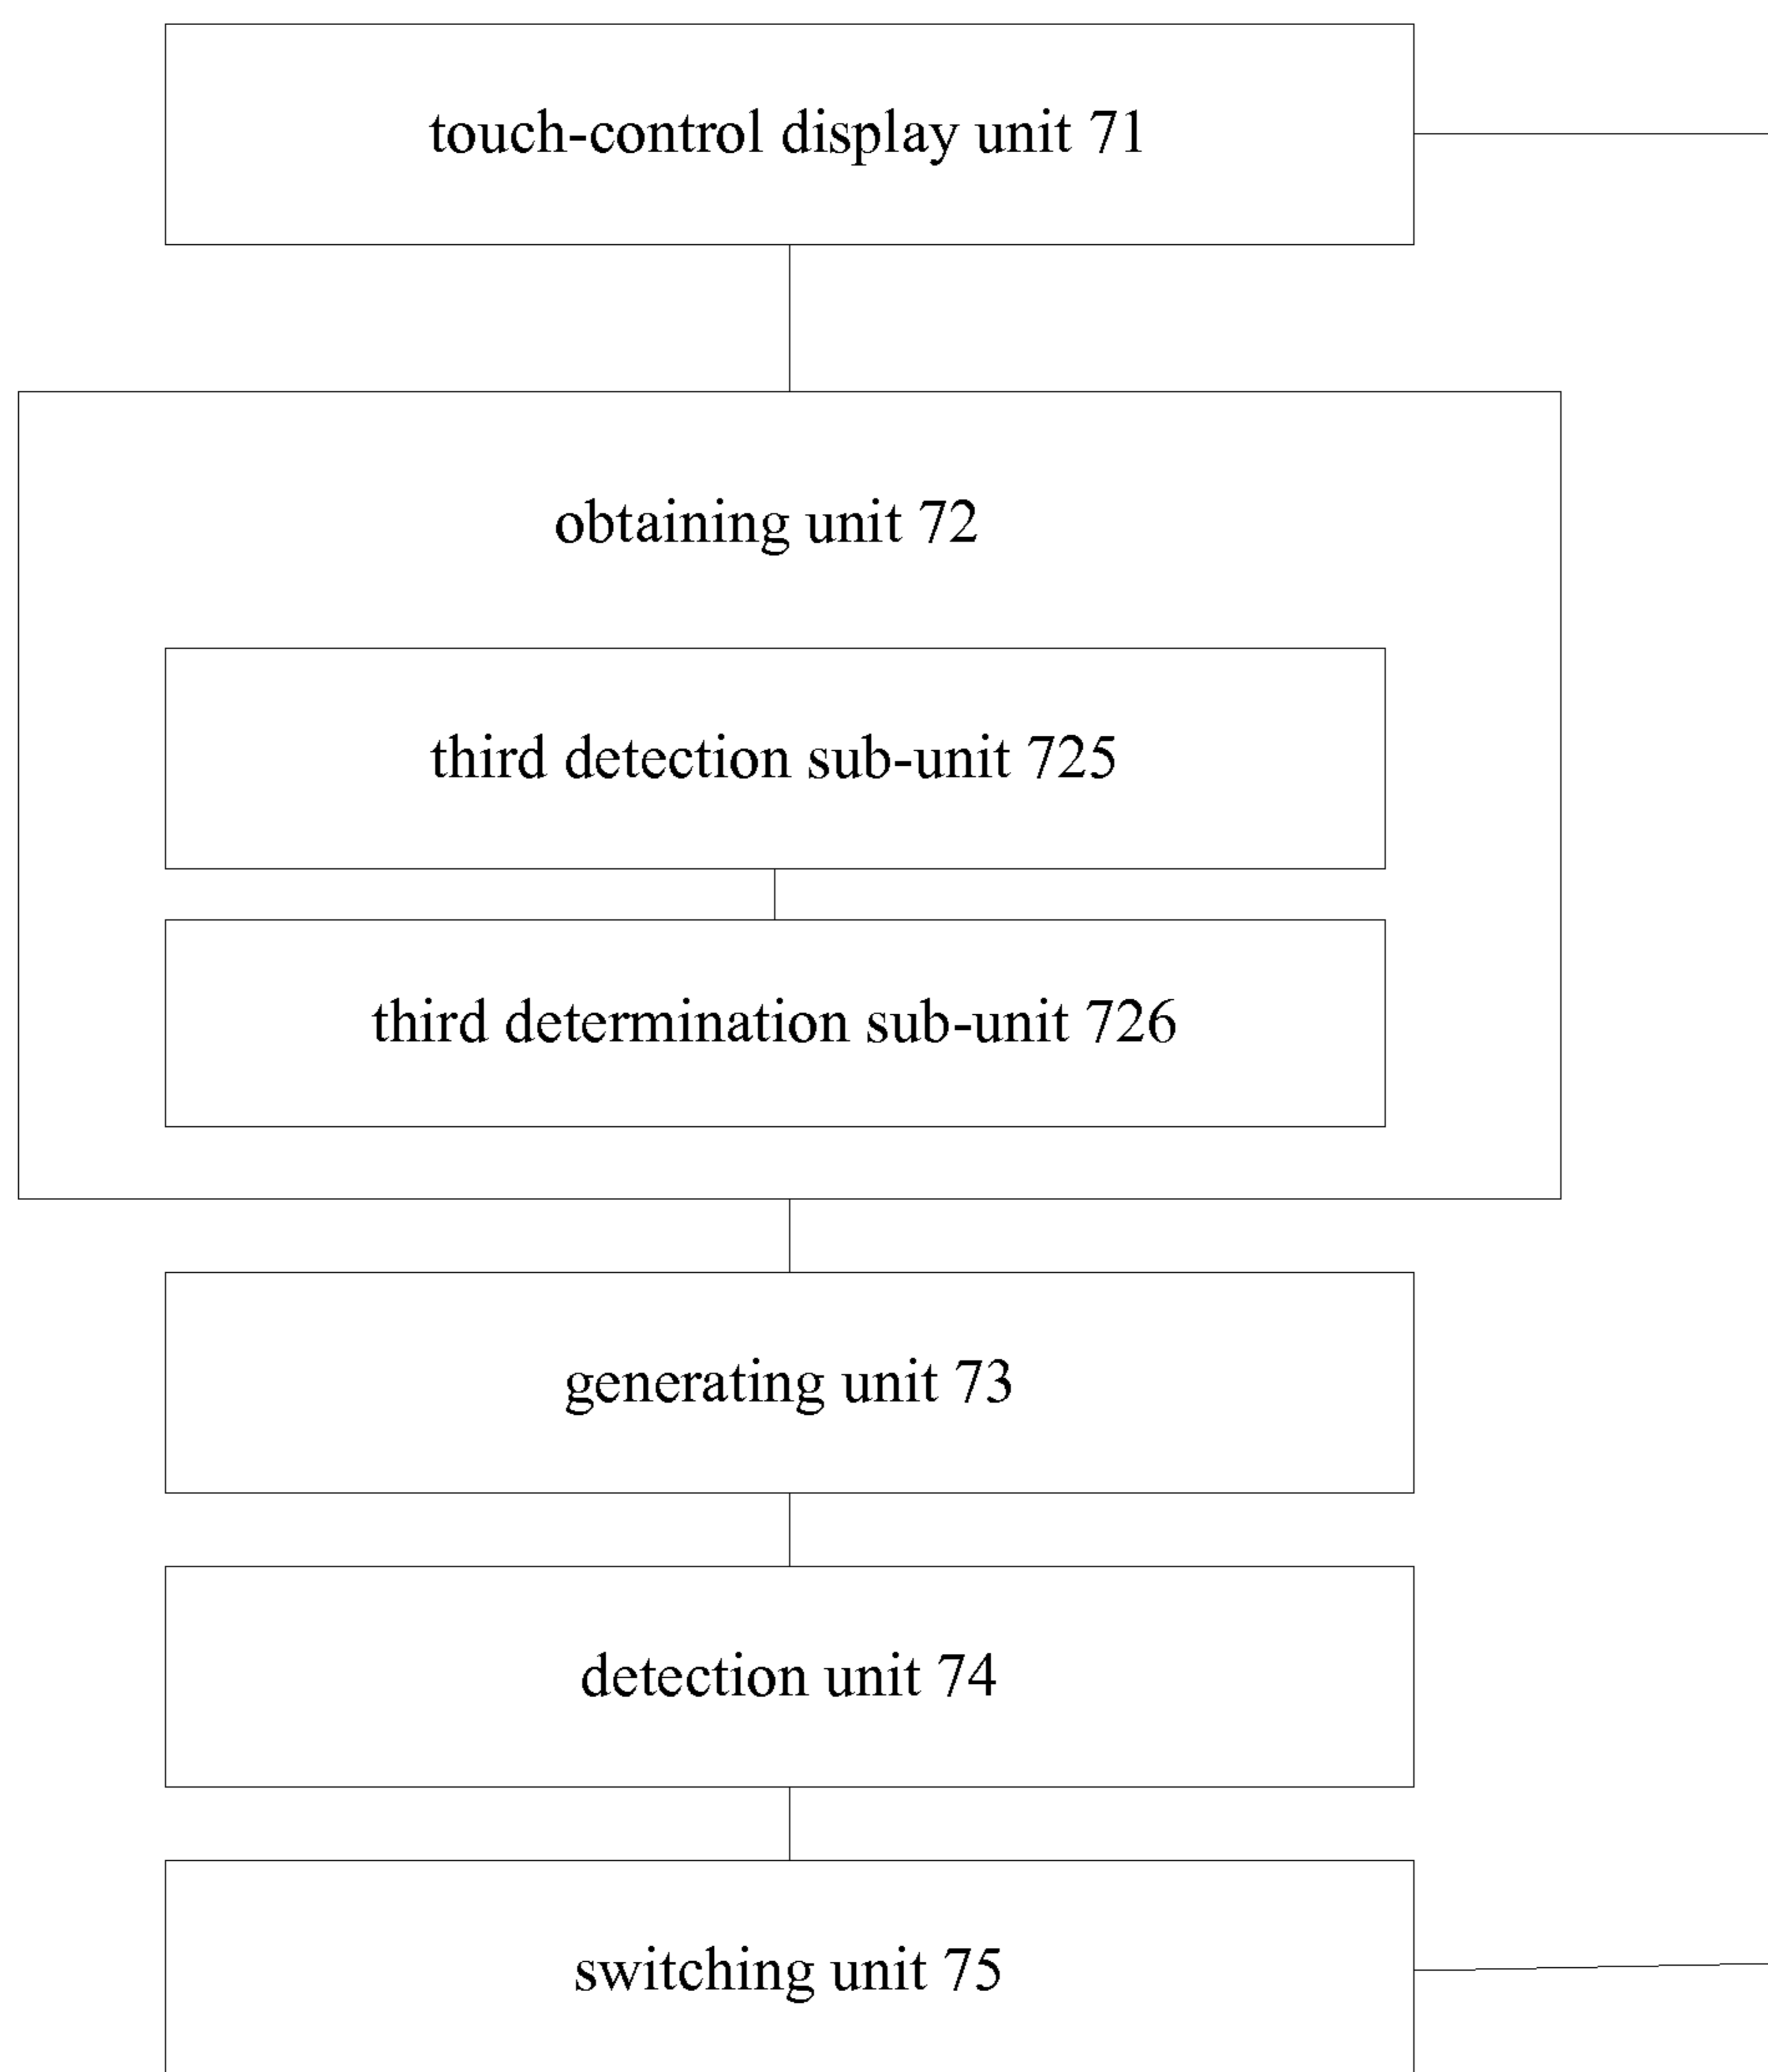 touch-control display unit 71
obtaining unit 72
third detection sub-unit 725
third determination sub-unit 726
generating unit 73
detection unit 74
switching unit 75